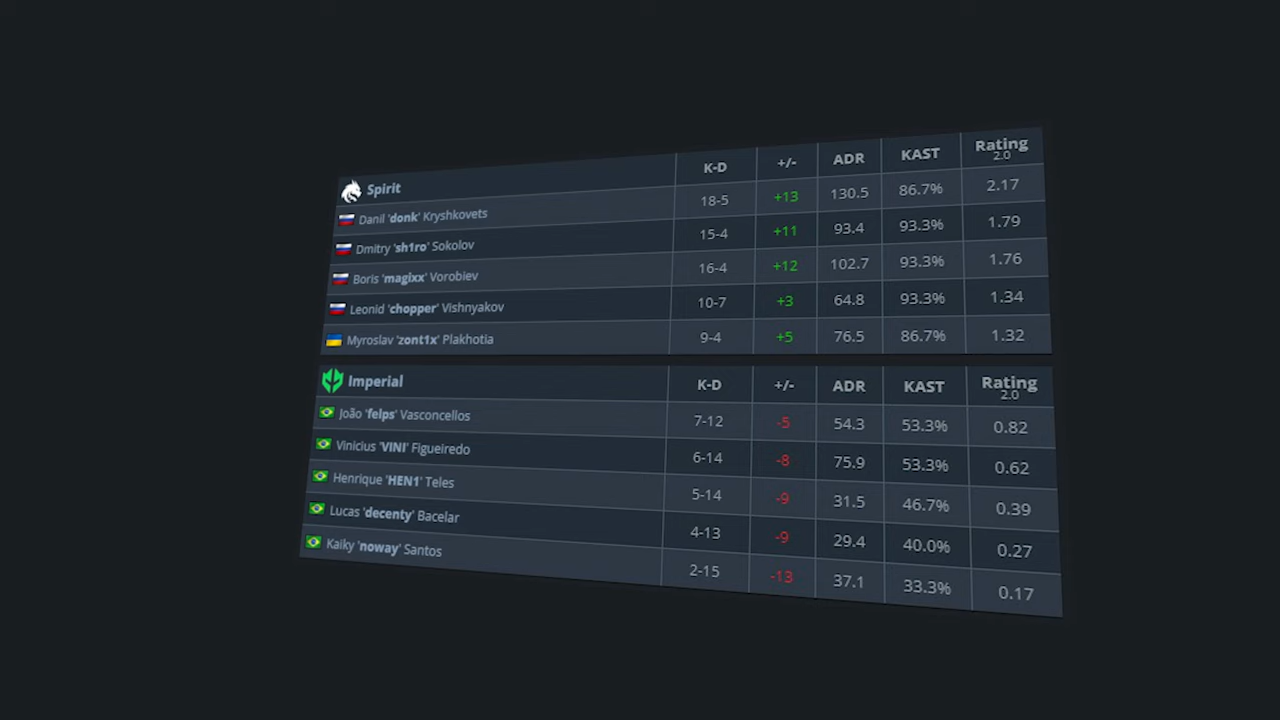 Spirit K-D +/- ADR KAST Rating 2.0
Danil 'donk' Kryshkovets 18-5 +13 130.5 86.7% 2.17
Dmitry 'sh1ro' Sokolov 15-4 +11 93.4 93.3% 1.79
Boris 'magixx' Vorobiev 16-4 +12 102.7 93.3% 1.76
Leonid 'chopper' Vishnyakov 10-7 +3 64.8 93.3% 1.34
Myroslav 'zont1x' Plakhotia 9-4 +5 76.5 86.7% 1.32
Imperial K-D +/- ADR KAST Rating 2.0
João 'felps' Vasconcellos 7-12 -5 54.3 53.3% 0.82
Vinicius 'VINI' Figueiredo 6-14 -8 75.9 53.3% 0.62
Henrique 'HEN1' Teles 5-14 -9 31.5 46.7% 0.39
Lucas 'decenty' Bacelar 4-13 -9 29.4 40.0% 0.27
Kaiky 'noway' Santos 2-15 -13 37.1 33.3% 0.17